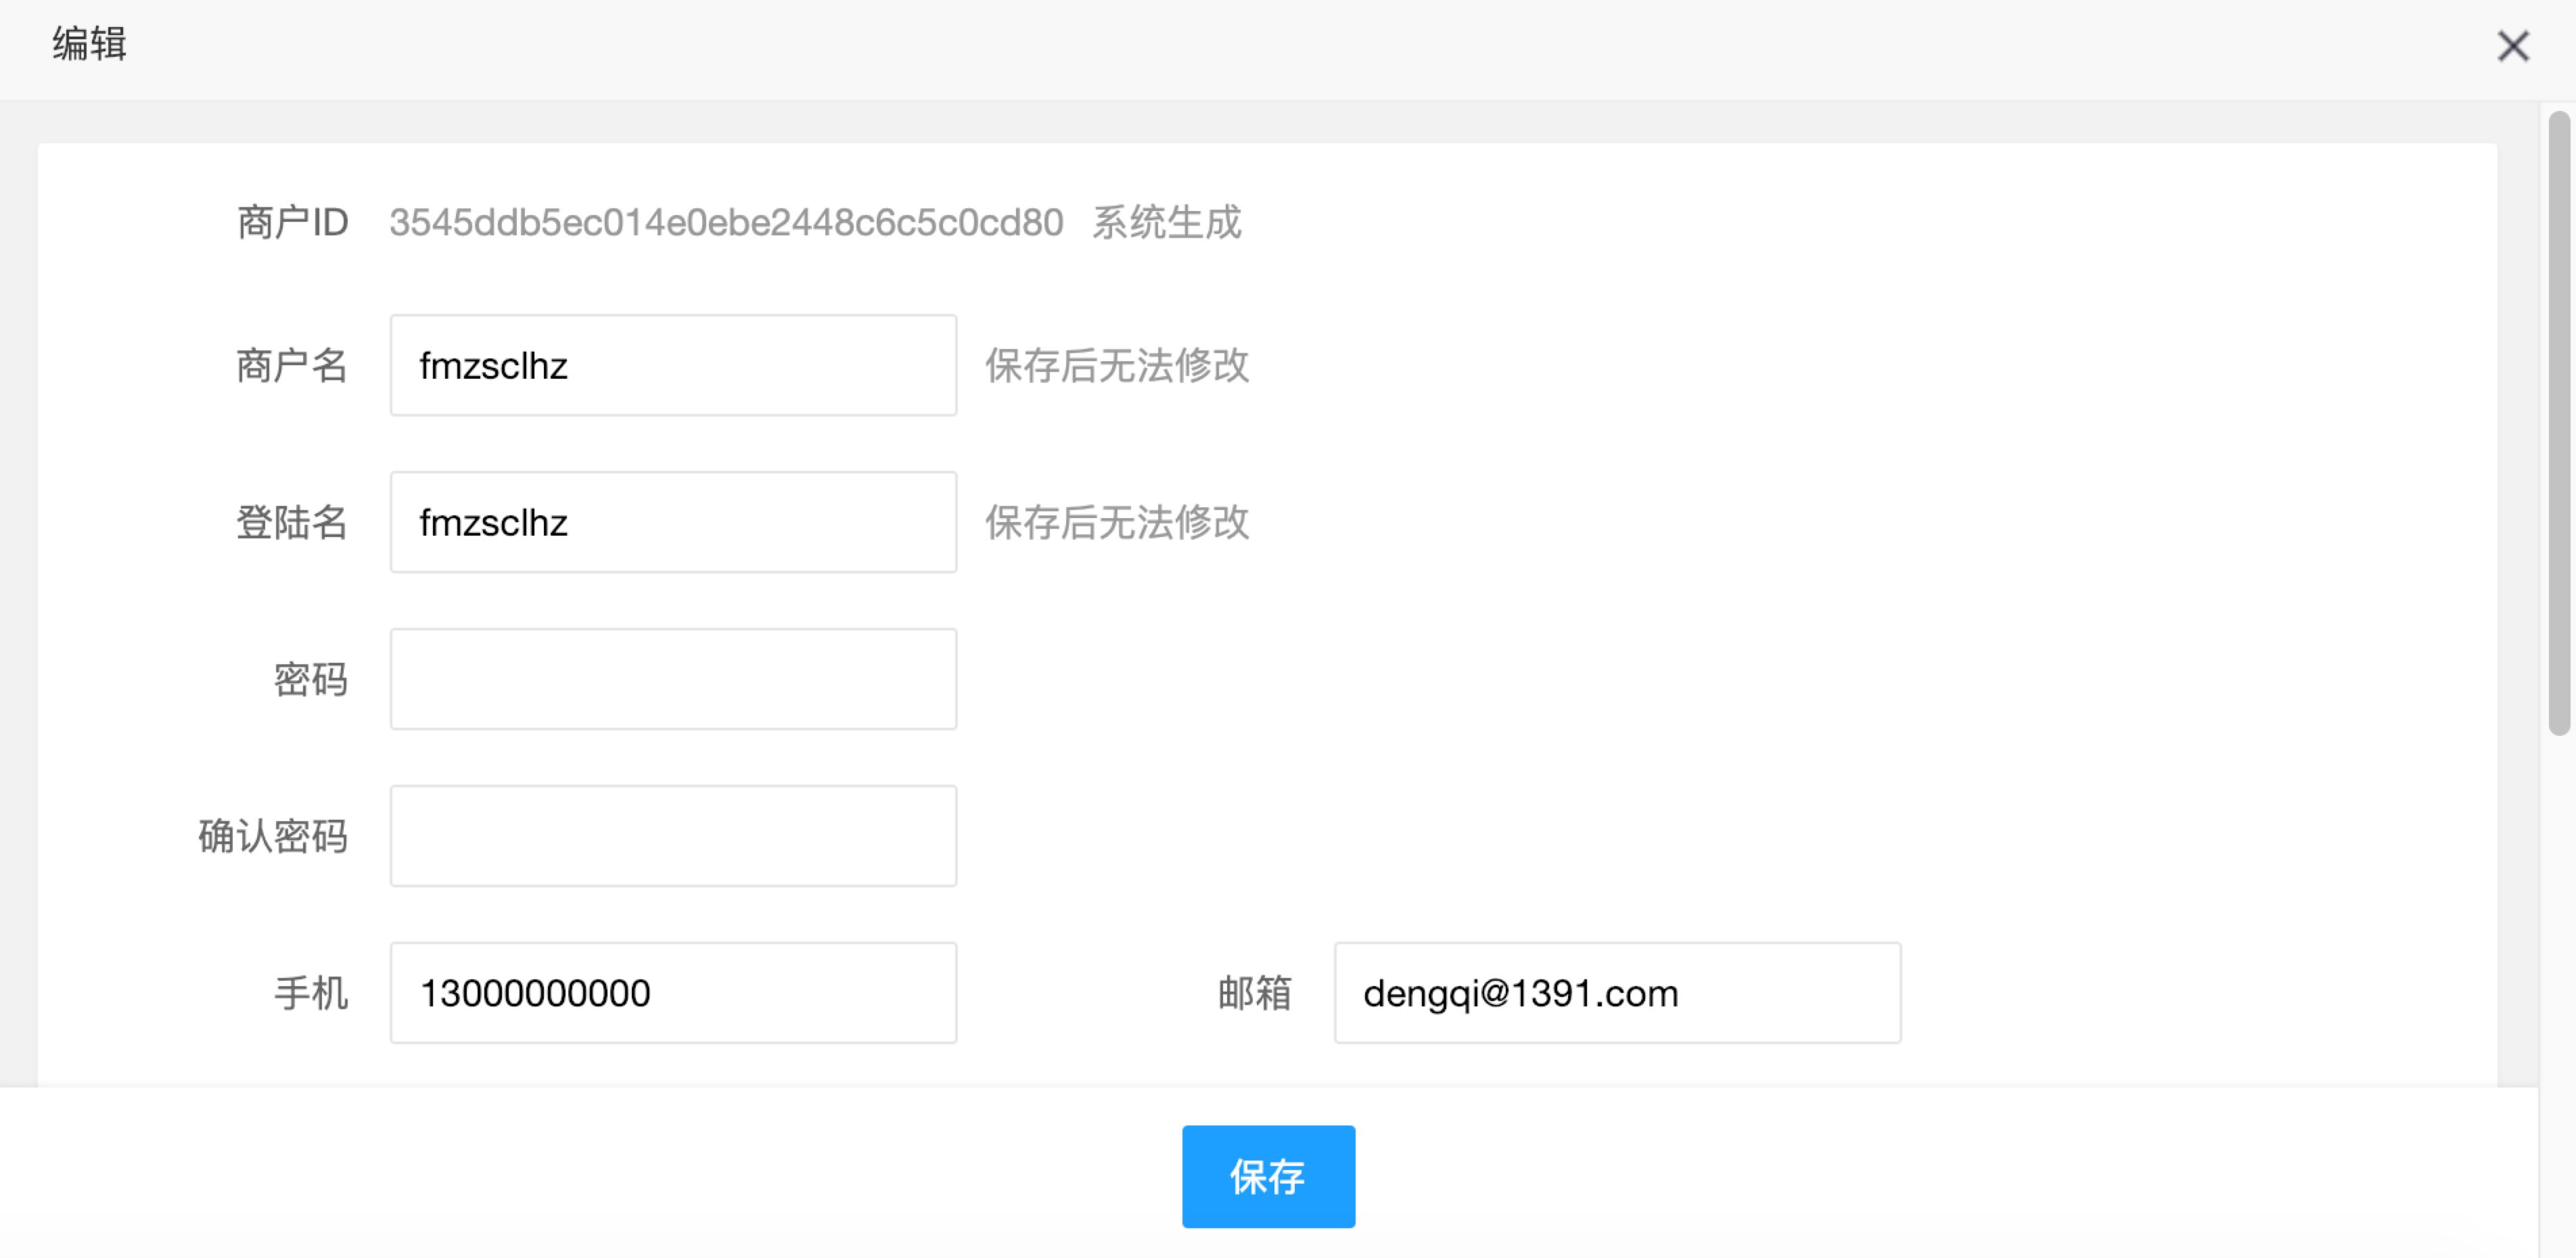 编辑
商户ID 3545ddb5ec014e0ebe2448c6c5c0cd80 系统生成
商户名 fmzsclhz 保存后无法修改
登陆名 fmzsclhz 保存后无法修改
密码
确认密码
手机 13000000000 邮箱 dengqi@1391.com
保存